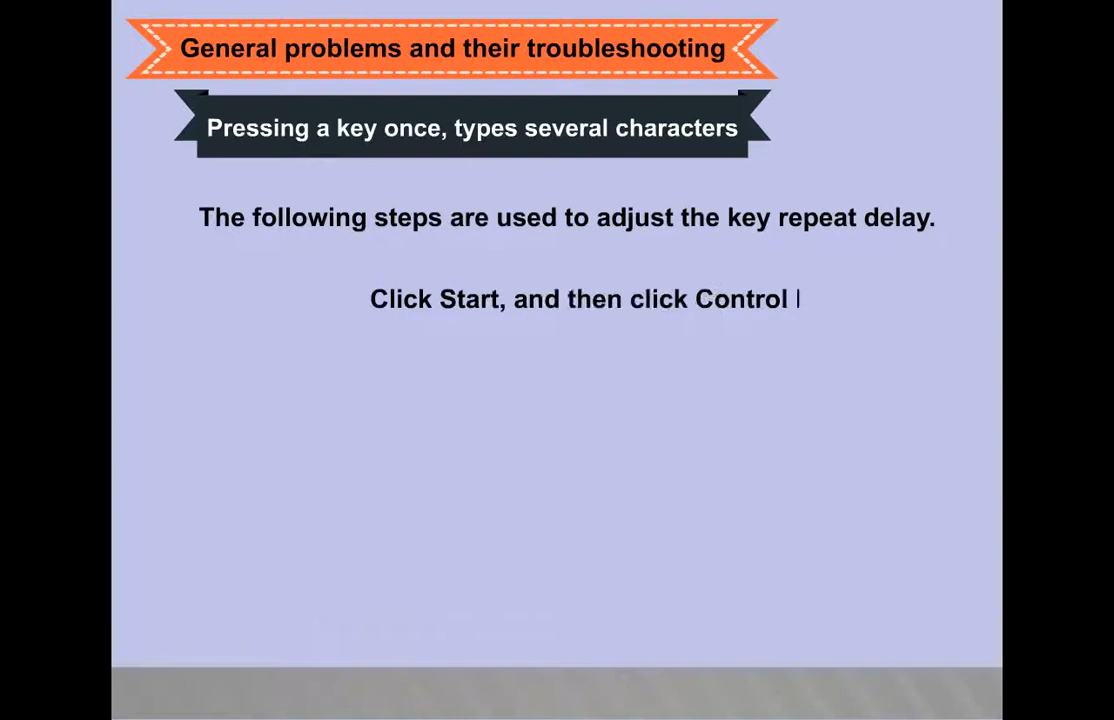 General problems and their troubleshooting
Pressing a key once, types several characters
The following steps are used to adjust the key repeat delay.
Click Start, and then click Control